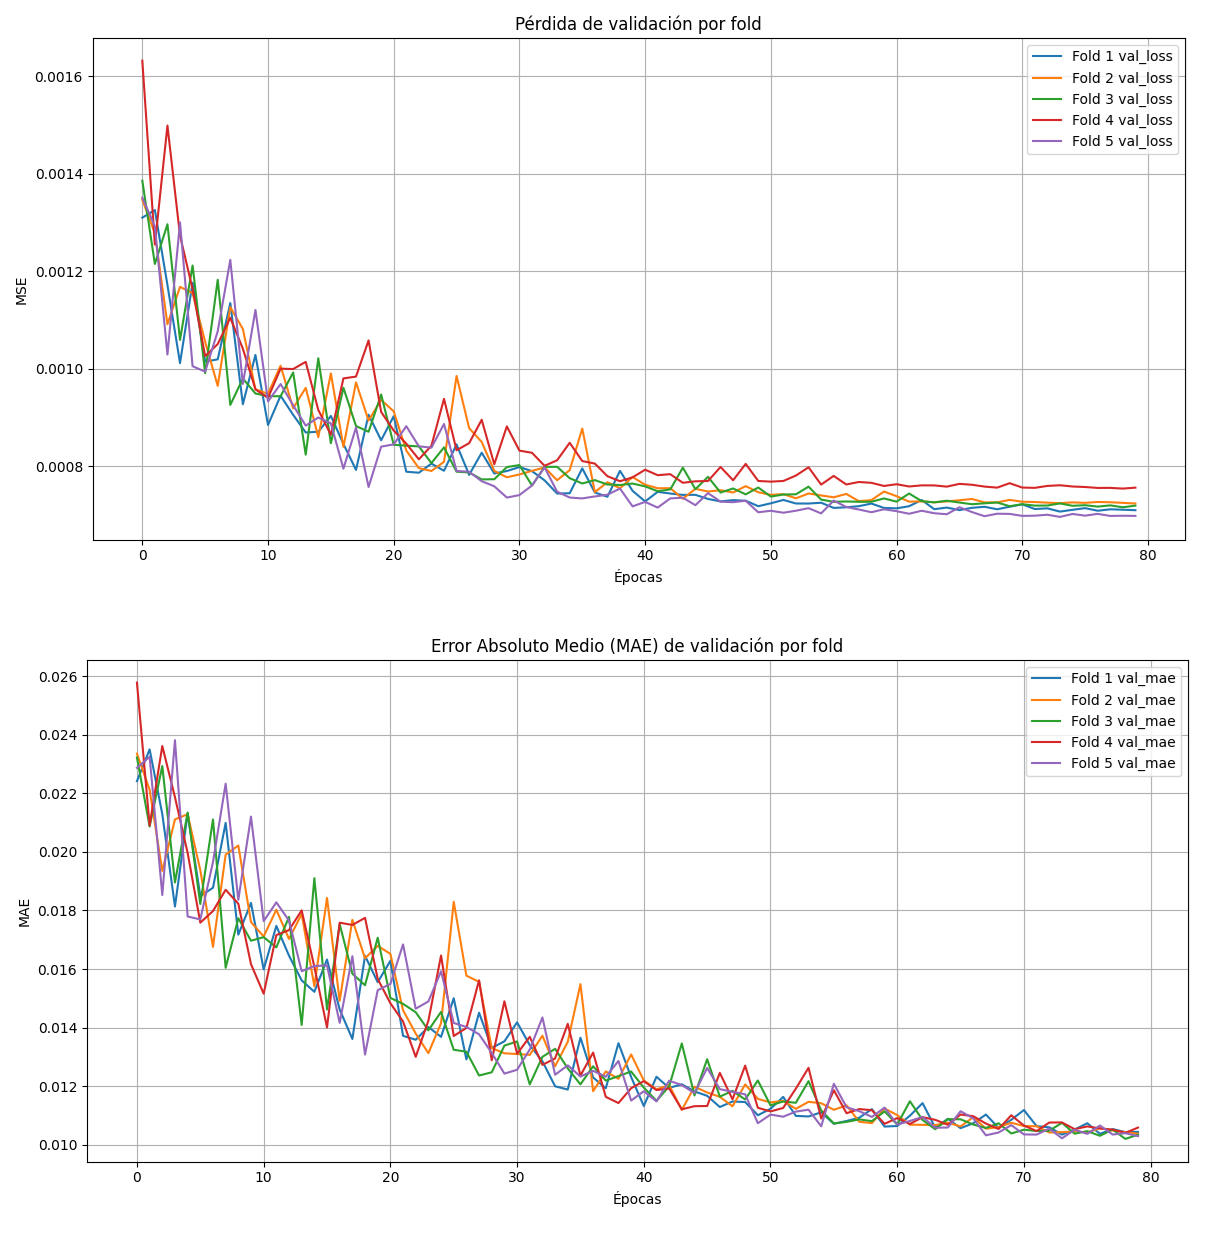 Pérdida de validación por fold
0.0016
0.0014
0.0012
0.0010
0.0008
MSE
Fold 1 val_loss
Fold 2 val_loss
Fold 3 val_loss
Fold 4 val_loss
Fold 5 val_loss
0 10 20 30 40 50 60 70 80
Épocas
Error Absoluto Medio (MAE) de validación por fold
0.026
0.024
0.022
0.020
0.018
0.016
0.014
0.012
0.010
MAE
Fold 1 val_mae
Fold 2 val_mae
Fold 3 val_mae
Fold 4 val_mae
Fold 5 val_mae
0 10 20 30 40 50 60 70 80
Épocas